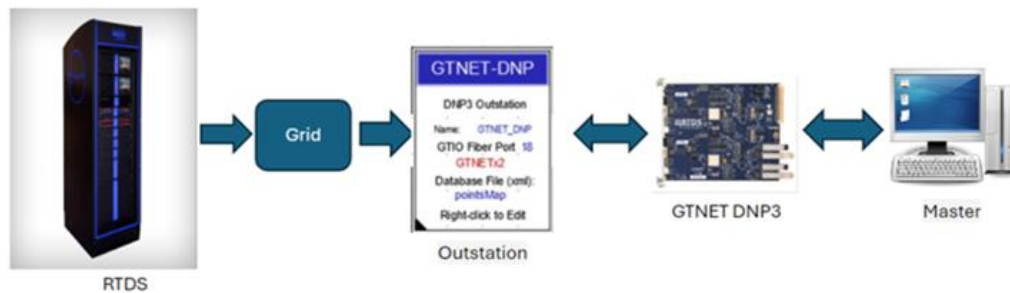 RTDS
Grid
GTNET-DNP
DNP3 Outstation
Name: GTNET_DNP
GTIO Fiber Port 18
GTNETx2
Database File (xml):
pointsMap
Right-click to Edit
Outstation
GTNET DNP3
Master